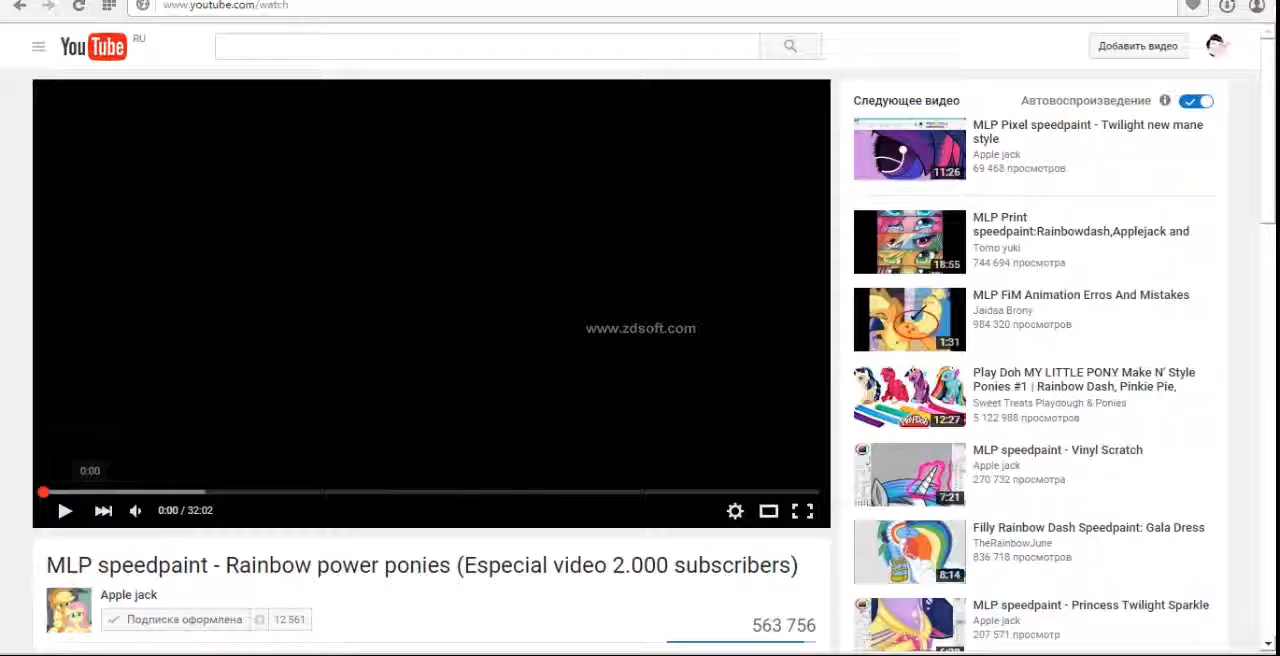 www.youtube.com/watch
YouTube RU
Добавить видео
www.zdsoft.com
0:00
0:00 / 32:02
MLP speedpaint - Rainbow power ponies (Especial video 2.000 subscribers)
Apple jack
Подписка оформлена 12 561
563 756
Следующее видео
Автовоспроизведение
MLP Pixel speedpaint - Twilight new mane
style
Apple jack
69 468 просмотров
11:26
MLP Print
speedpaint:Rainbowdash,Applejack and
Tomo yuki
744 694 просмотра
18:55
MLP FiM Animation Erros And Mistakes
Jaidaa Brony
984 320 просмотров
1:31
Play Doh MY LITTLE PONY Make N' Style
Ponies #1 | Rainbow Dash, Pinkie Pie,
Sweet Treats Playdough & Ponies
5 122 988 просмотров
12:27
MLP speedpaint - Vinyl Scratch
Apple jack
270 732 просмотра
7:21
Filly Rainbow Dash Speedpaint: Gala Dress
TheRainbowJune
836 718 просмотров
8:14
MLP speedpaint - Princess Twilight Sparkle
Apple jack
207 571 просмотр